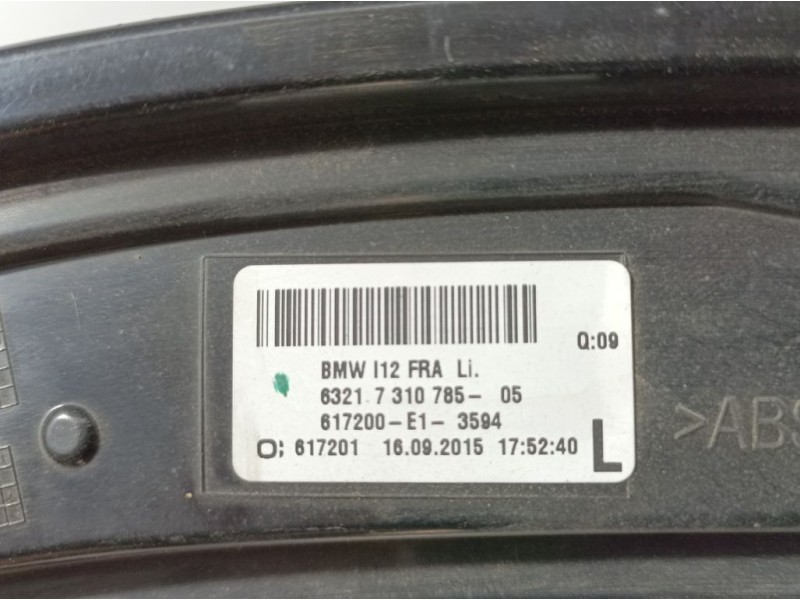 Q:09
BMW I12 FRA Li.
6321 7 310 785- 05
617200-E1- 3594
617201 16.09.2015 17:52:40
L
>ABS